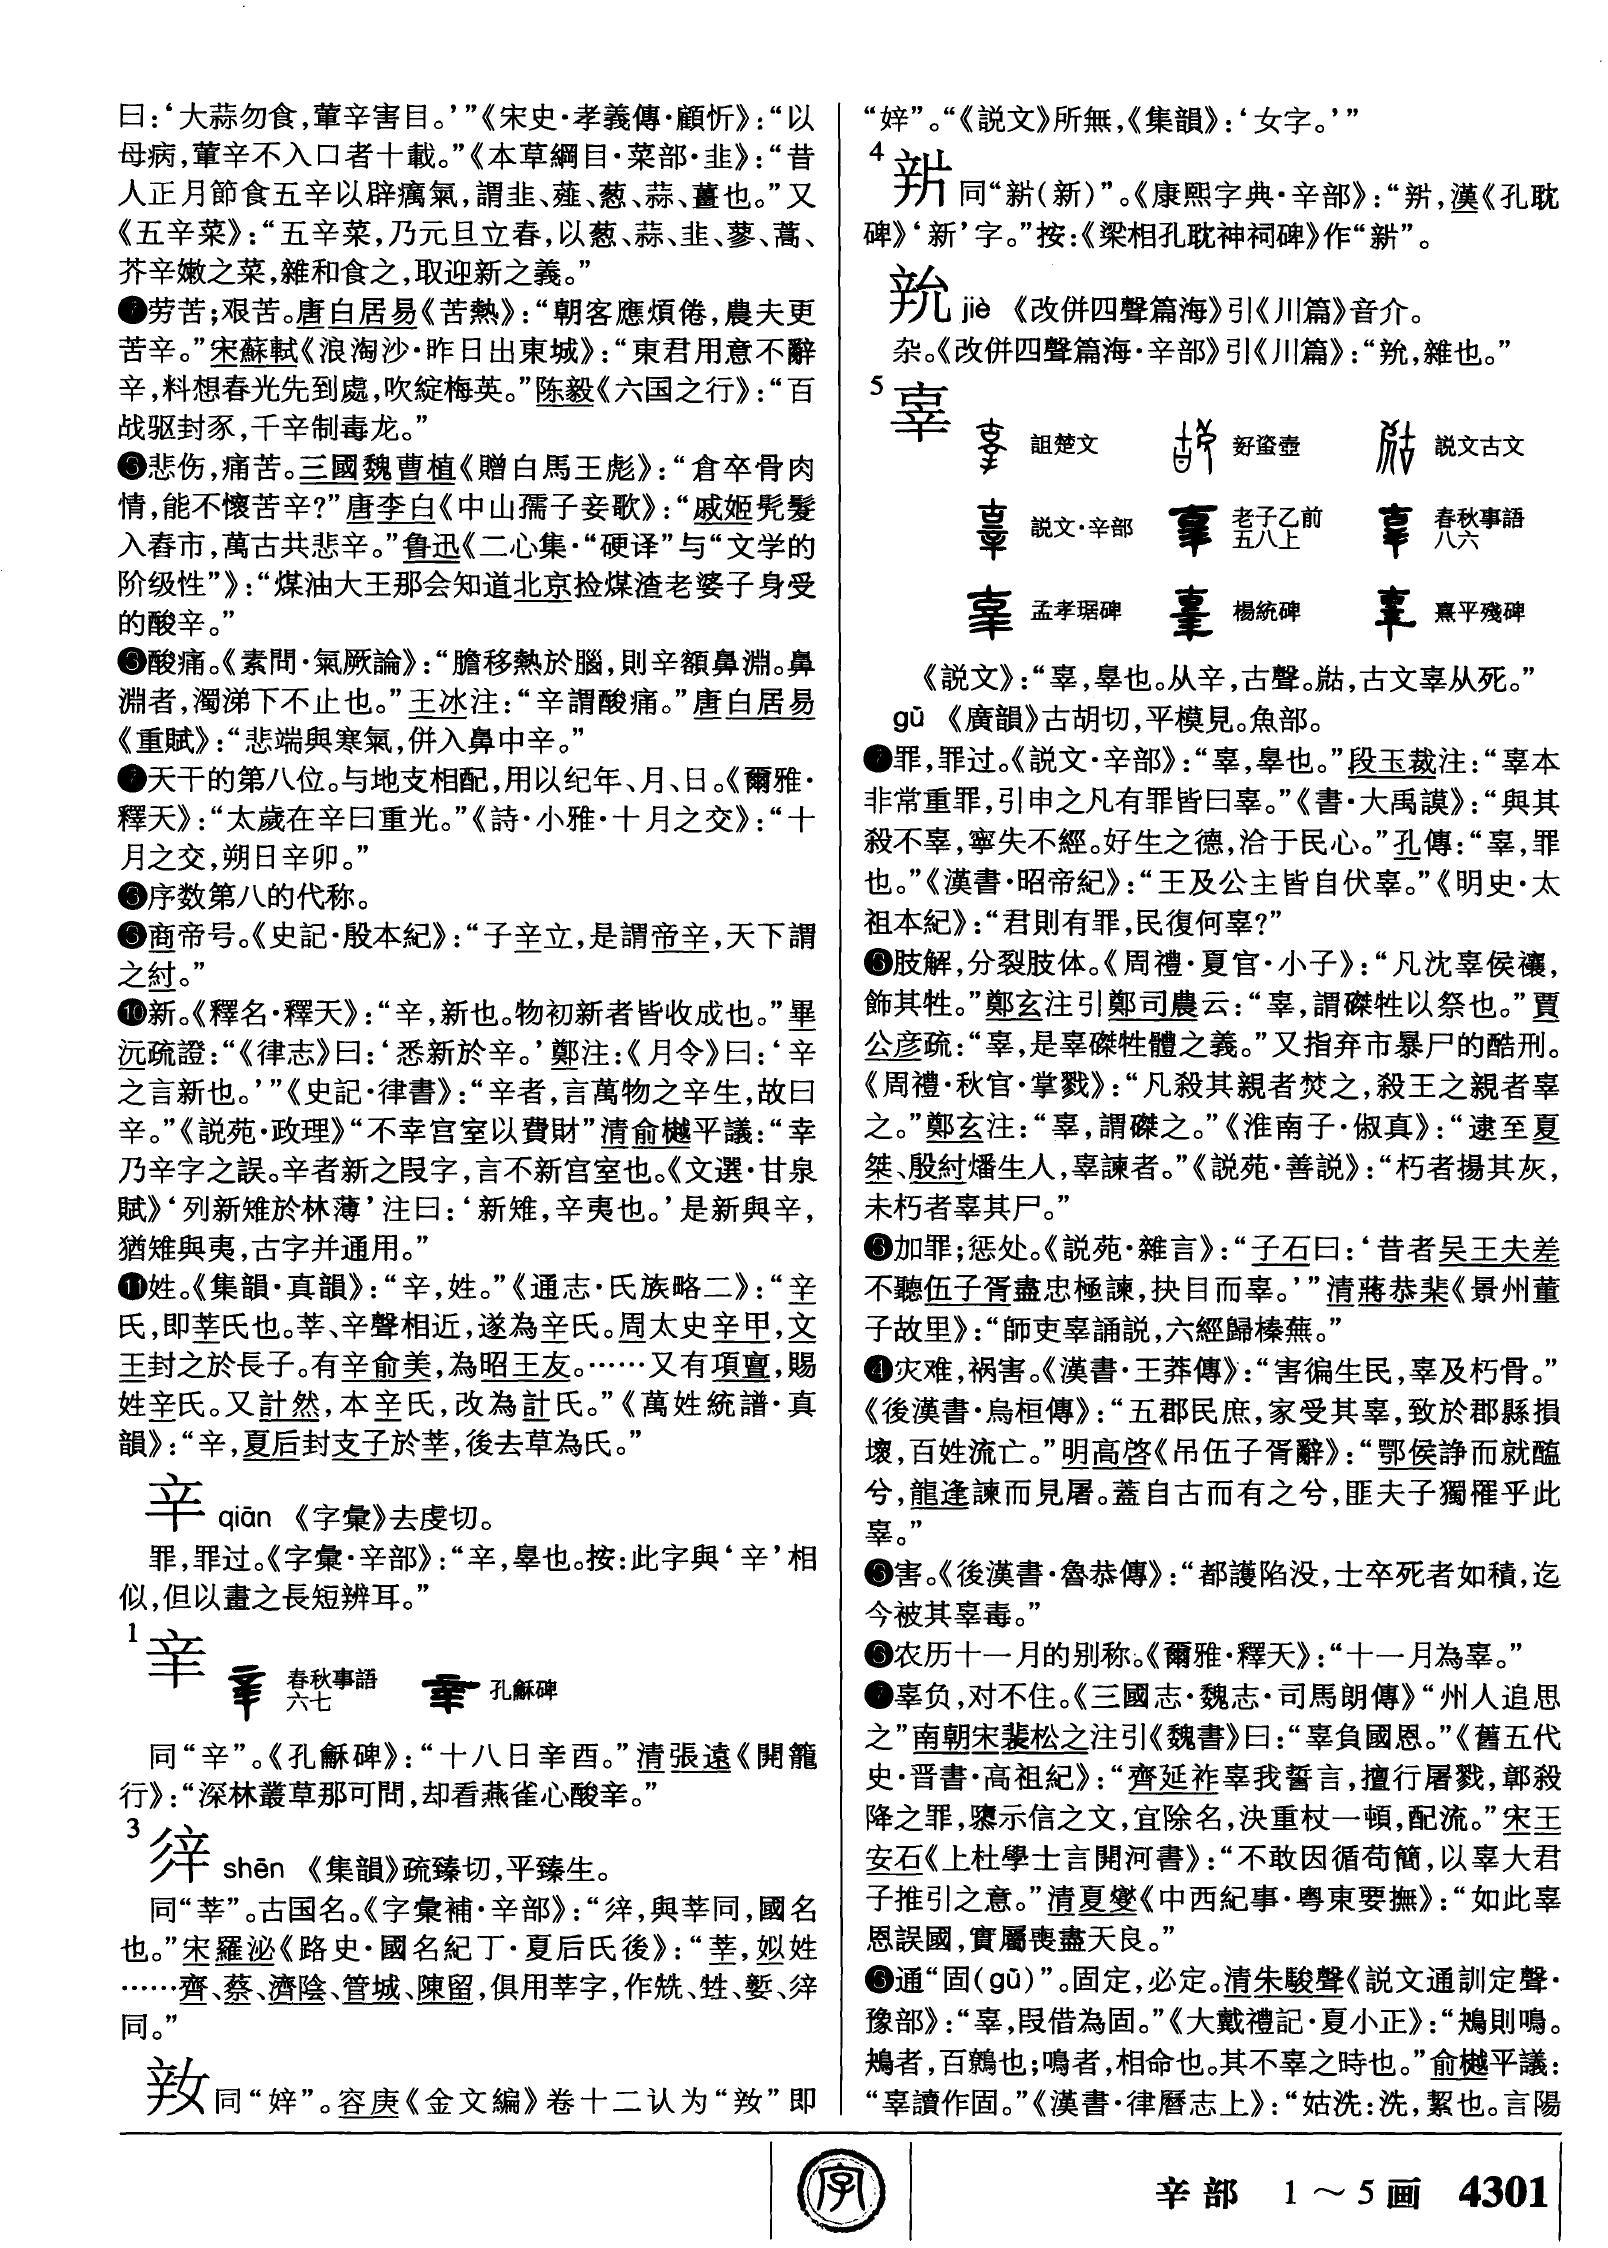 曰：‘大蒜勿食，葷辛害目。’”《宋史·孝義傳·顧忻》：“以
母病，葷辛不入口者十載。”《本草綱目·菜部·韭》：“昔
人正月節食五辛以辟癘氣，謂韭、薤、葱、蒜、薑也。”又
《五辛菜》：“五辛菜，乃元旦立春，以葱、蒜、韭、蓼、蒿、
芥辛嫩之菜，雜和食之，取迎新之義。”
❹劳苦；艰苦。唐白居易《苦熱》：“朝客應煩倦，農夫更
苦辛。”宋蘇軾《浪淘沙·昨日出東城》：“東君用意不辭
辛，料想春光先到處，吹綻梅英。”陈毅《六国之行》：“百
战驱封豕，千辛制毒龙。”
❺悲伤，痛苦。三國魏曹植《贈白馬王彪》：“倉卒骨肉
情，能不懷苦辛？”唐李白《中山孺子妾歌》：“戚姬髡髮
入舂市，萬古共悲辛。”鲁迅《二心集·“硬译”与“文学的
阶级性”》：“煤油大王那会知道北京捡煤渣老婆子身受
的酸辛。”
❻酸痛。《素問·氣厥論》：“膽移熱於腦，則辛頞鼻淵。鼻
淵者，濁涕下不止也。”王冰注：“辛謂酸痛。”唐白居易
《重賦》：“悲端與寒氣，併入鼻中辛。”
❼天干的第八位。与地支相配，用以纪年、月、日。《爾雅·
釋天》：“太歲在辛曰重光。”《詩·小雅·十月之交》：“十
月之交，朔日辛卯。”
❽序数第八的代称。
❾商帝号。《史記·殷本紀》：“子辛立，是謂帝辛，天下謂
之紂。”
❿新。《釋名·釋天》：“辛，新也。物初新者皆收成也。”畢
沅疏證：“《律志》曰：‘悉新於辛。’鄭注：《月令》曰：‘辛
之言新也。’”《史記·律書》：“辛者，言萬物之辛生，故曰
辛。”《説苑·政理》“不幸宫室以費財”清俞樾平議：“幸
乃辛字之誤。辛者新之叚字，言不新宫室也。《文選·甘泉
賦》‘列新雉於林薄’注曰：‘新雉，辛夷也。’是新與辛，
猶雉與夷，古字并通用。”
⓫姓。《集韻·真韻》：“辛，姓。”《通志·氏族略二》：“辛
氏，即莘氏也。莘、辛聲相近，遂為辛氏。周太史辛甲，文
王封之於長子。有辛俞美，為昭王友。……又有項亶，賜
姓辛氏。又計然，本辛氏，改為計氏。”《萬姓統譜·真
韻》：“辛，夏后封支子於莘，後去草為氏。”
䇂 qiān 《字彙》去虔切。
罪，罪过。《字彙·辛部》：“䇂，辠也。按：此字與‘辛’相
似，但以畫之長短辨耳。”
1 𨐌 春秋事語六七 孔龢碑
同“辛”。《孔龢碑》：“十八日𨐌酉。”清張遠《開籠
行》：“深林叢草那可問，却看燕雀心酸𨐌。”
3 shēn 《集韻》疏臻切，平臻生。
同“莘”。古国名。《字彙補·辛部》：“，與莘同，國名
也。”宋羅泌《路史·國名紀丁·夏后氏後》：“莘，姒姓
……齊、蔡、濟陰、管城、陳留，俱用莘字，作兟、甡、、
同。”
同“婞”。容庚《金文編》卷十二认为“”即
“婞”。“《説文》所無，《集韻》：‘女字。’”
4 同“（新）”。《康熙字典·辛部》：“，漢《孔耽
碑》‘新’字。”按：《梁相孔耽神祠碑》作“”。
jiè 《改併四聲篇海》引《川篇》音介。
杂。《改併四聲篇海·辛部》引《川篇》：“，雜也。”
5 辜 詛楚文 𧊒壺 説文古文
説文·辛部 老子乙前五八上 春秋事語八六
孟孝琚碑 楊統碑 熹平殘碑
《説文》：“辜，辠也。从辛，古聲。𣧳，古文辜从死。”
gū 《廣韻》古胡切，平模見。魚部。
❶罪，罪过。《説文·辛部》：“辜，辠也。”段玉裁注：“辜本
非常重罪，引申之凡有罪皆曰辜。”《書·大禹謨》：“與其
殺不辜，寧失不經。好生之德，洽于民心。”孔傳：“辜，罪
也。”《漢書·昭帝紀》：“王及公主皆自伏辜。”《明史·太
祖本紀》：“君則有罪，民復何辜？”
❷肢解，分裂肢体。《周禮·夏官·小子》：“凡沈辜侯禳，
飾其牲。”鄭玄注引鄭司農云：“辜，謂磔牲以祭也。”賈
公彦疏：“辜，是辜磔牲體之義。”又指弃市暴尸的酷刑。
《周禮·秋官·掌戮》：“凡殺其親者焚之，殺王之親者辜
之。”鄭玄注：“辜，謂磔之。”《淮南子·俶真》：“逮至夏
桀、殷紂燔生人，辜諫者。”《説苑·善説》：“朽者揚其灰，
未朽者辜其尸。”
❸加罪；惩处。《説苑·雜言》：“子石曰：‘昔者吴王夫差
不聽伍子胥盡忠極諫，抉目而辜。’”清蔣恭棐《景州董
子故里》：“師吏辜誦説，六經歸榛蕪。”
❹灾难，祸害。《漢書·王莽傳》：“害徧生民，辜及朽骨。”
《後漢書·烏桓傳》：“五郡民庶，家受其辜，致於郡縣損
壞，百姓流亡。”明高啓《吊伍子胥辭》：“鄂侯諍而就醢
兮，龍逢諫而見屠。蓋自古而有之兮，匪夫子獨罹乎此
辜。”
❺害。《後漢書·魯恭傳》：“都護陷没，士卒死者如積，迄
今被其辜毒。”
❻农历十一月的别称。《爾雅·釋天》：“十一月為辜。”
❼辜负，对不住。《三國志·魏志·司馬朗傳》“州人追思
之”南朝宋裴松之注引《魏書》曰：“辜負國恩。”《舊五代
史·晋書·高祖紀》：“齊延祚辜我誓言，擅行屠戮，鄣殺
降之罪，隳示信之文，宜除名，決重杖一頓，配流。”宋王
安石《上杜學士言開河書》：“不敢因循苟簡，以辜大君
子推引之意。”清夏燮《中西紀事·粤東要撫》：“如此辜
恩誤國，實屬喪盡天良。”
❽通“固（gù）”。固定，必定。清朱駿聲《説文通訓定聲·
豫部》：“辜，叚借為固。”《大戴禮記·夏小正》：“鴂則鳴。
鴂者，百鷯也；鳴者，相命也。其不辜之時也。”俞樾平議：
“辜讀作固。”《漢書·律曆志上》：“姑洗：洗，絜也。言陽
字
辛部 1～5画 4301